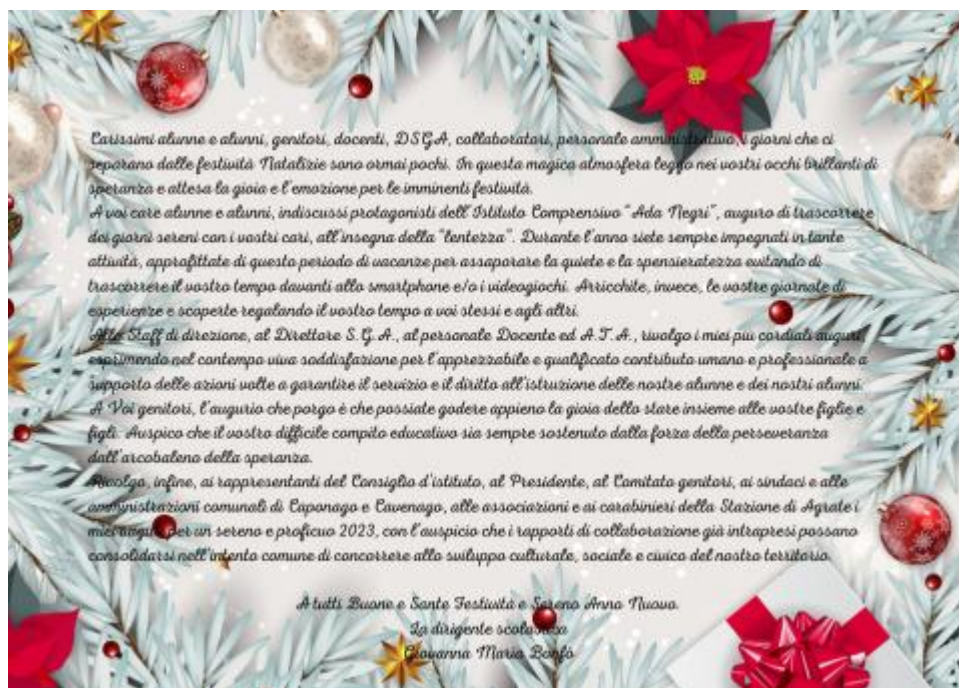 Carissimi alunne e alunni, genitori, docenti, DSGA, collaboratori, personale amministrativo, i giorni che ci
separano dalle festività Natalizie sono ormai pochi. In questa magica atmosfera leggo nei vostri occhi brillanti di
speranza e attesa la gioia e l'emozione per le imminenti festività.
A voi care alunne e alunni, indiscussi protagonisti dell'Istituto Comprensivo "Ada Negri", auguro di trascorrere
dei giorni sereni con i vostri cari, all'insegna della "lentezza". Durante l'anno siete sempre impegnati in tante
attività, approfittate di questo periodo di vacanze per assaporare la quiete e la spensieratezza evitando di
trascorrere il vostro tempo davanti allo smartphone e/o i videogiochi. Arricchite, invece, le vostre giornate di
esperienze e scoperte regalando il vostro tempo a voi stessi e agli altri.
Allo Staff di direzione, al Direttore S.G.A., al personale Docente ed A.T.A., rivolgo i miei più cordiali auguri,
esprimendo nel contempo viva soddisfazione per l'apprezzabile e qualificato contributo umano e professionale a
supporto delle azioni volte a garantire il servizio e il diritto all'istruzione delle nostre alunne e dei nostri alunni.
A Voi genitori, l'augurio che porgo è che possiate godere appieno la gioia dello stare insieme alle vostre figlie e
figli. Auspico che il vostro difficile compito educativo sia sempre sostenuto dalla forza della perseveranza
dall'arcobaleno della speranza.
Rivolgo, infine, ai rappresentanti del Consiglio d'istituto, al Presidente, al Comitato genitori, ai sindaci e alle
amministrazioni comunali di Caponago e Cavenago, alle associazioni e ai carabinieri della Stazione di Agrate i
miei auguri per un sereno e proficuo 2023, con l'auspicio che i rapporti di collaborazione già intrapresi possano
consolidarsi nell'intento comune di concorrere allo sviluppo culturale, sociale e civico del nostro territorio.
A tutti Buone e Sante Festività e Sereno Anno Nuovo.
La dirigente scolastica
Giovanna Maria Bonfò